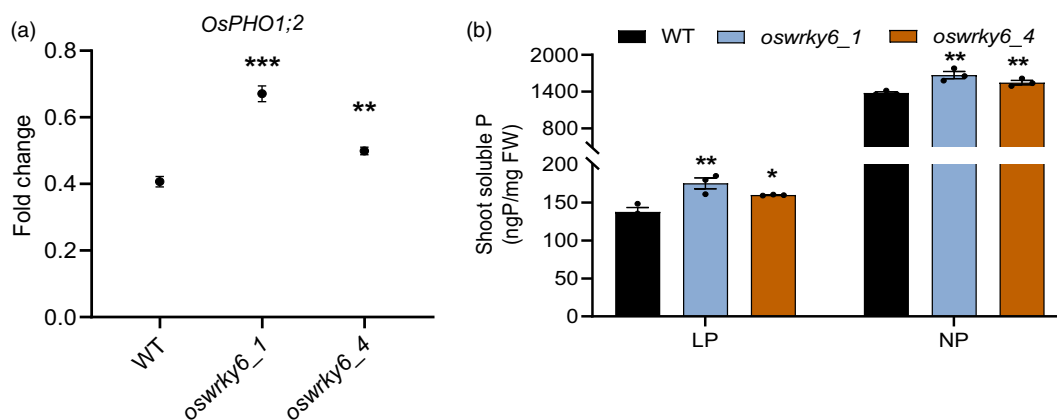 (a)
OsPHO1;2
Fold change
0.8
0.6
0.4
0.2
0.0
***
**
WT
oswrky6_1
oswrky6_4
(b)
WT oswrky6_1 oswrky6_4
Shoot soluble P
(ngP/mg FW)
2000
1400
800
200
150
100
50
0
** *
** **
LP NP